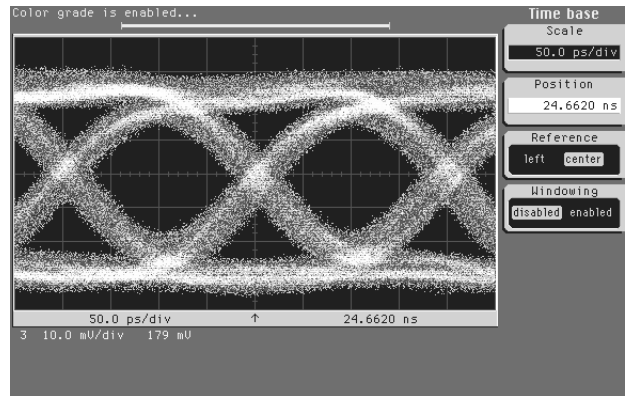 Color grade is enabled...
Time base
Scale
50.0 ps/div
Position
24.6620 ns
Reference
left center
Windowing
disabled enabled
50.0 ps/div ↑ 24.6620 ns
3 10.0 mV/div 179 mV